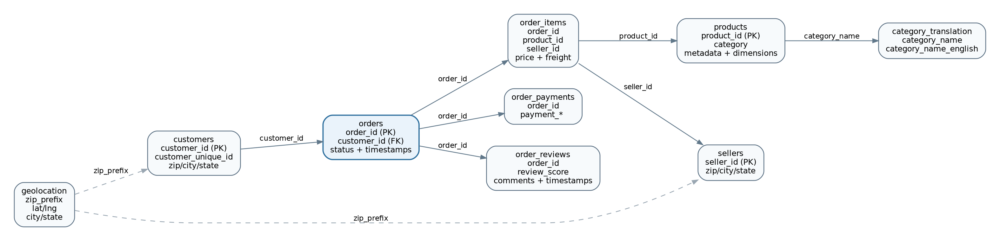 order_items
order_id
product_id
seller_id
price + freight
product_id
products
product_id (PK)
category
metadata + dimensions
category_name
category_translation
category_name
category_name_english
order_id
seller_id
order_payments
order_id
payment_*
order_id
orders
order_id (PK)
customer_id (FK)
status + timestamps
customer_id
customers
customer_id (PK)
customer_unique_id
zip/city/state
order_id
order_reviews
order_id
review_score
comments + timestamps
sellers
seller_id (PK)
zip/city/state
zip_prefix
geolocation
zip_prefix
lat/lng
city/state
zip_prefix